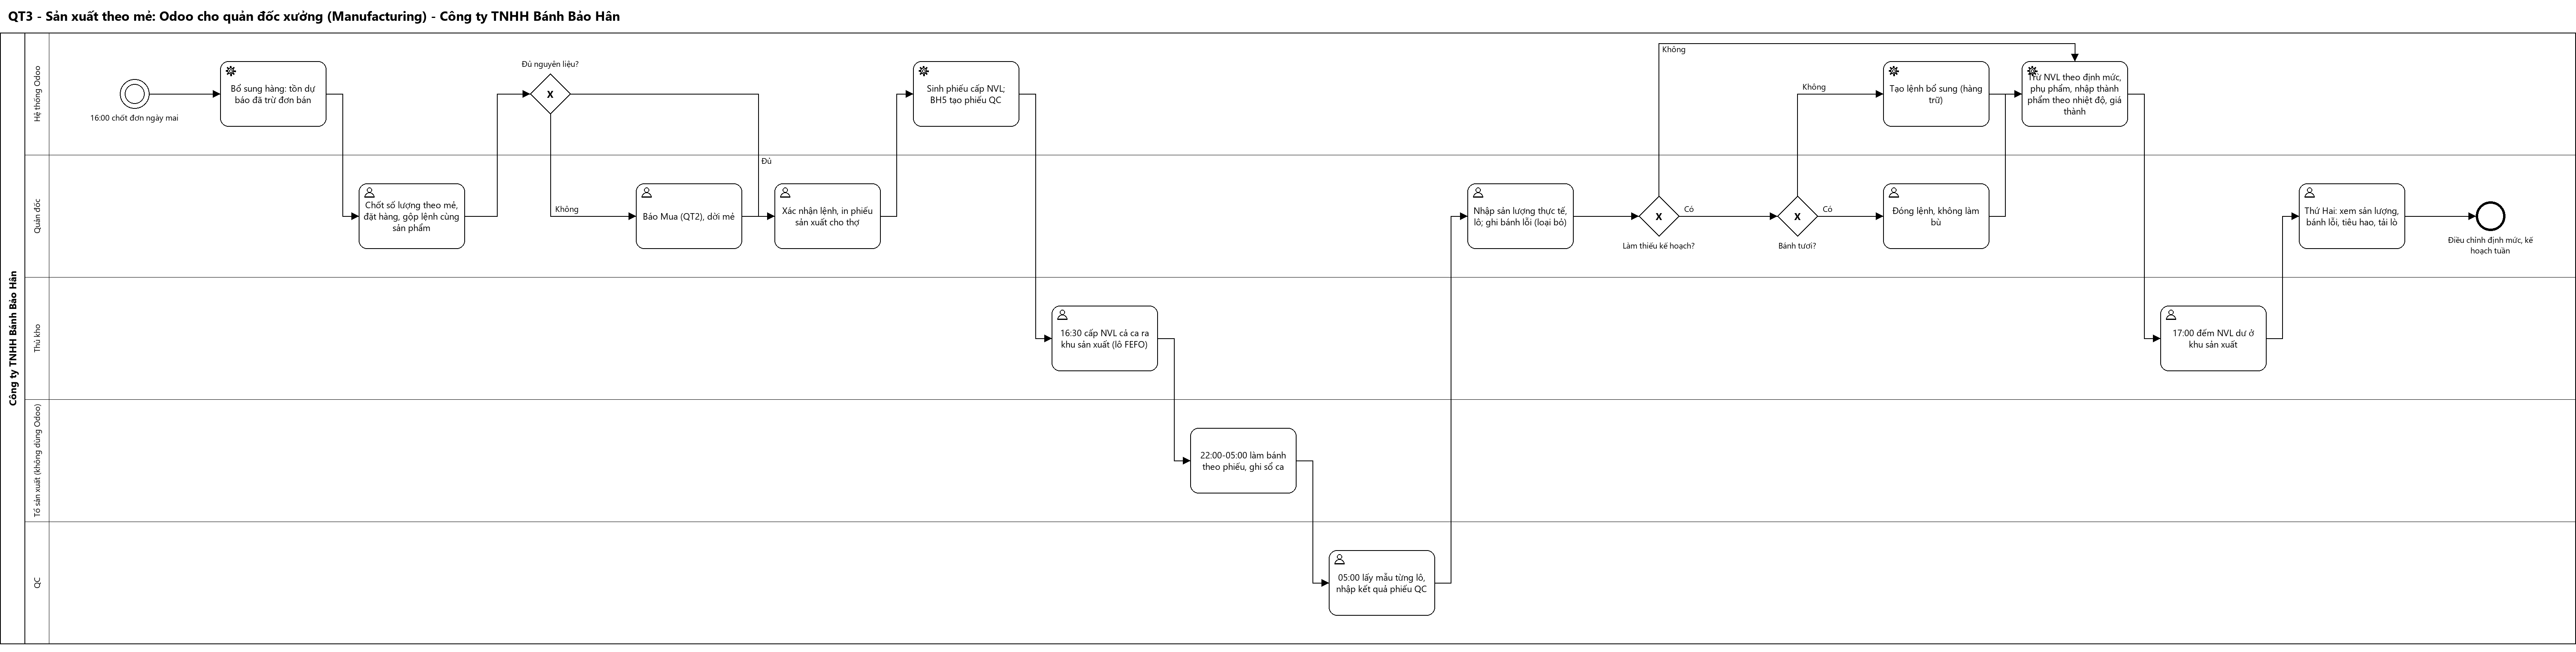 QT3 - Sản xuất theo mẻ: Odoo cho quản đốc xưởng (Manufacturing) - Công ty TNHH Bánh Bảo Hân
Công ty TNHH Bánh Bảo Hân
Hệ thống Odoo
16:00 chốt đơn ngày mai
Bổ sung hàng: tồn dự
báo đã trừ đơn bán
Đủ nguyên liệu?
X
Sinh phiếu cấp NVL;
BH5 tạo phiếu QC
Không
Không
Tạo lệnh bổ sung (hàng
trữ)
Trừ NVL theo định mức,
phụ phẩm, nhập thành
phẩm theo nhiệt độ, giá
thành
Quản đốc
Chốt số lượng theo mẻ,
đặt hàng, gộp lệnh cùng
sản phẩm
Không
Báo Mua (QT2), dời mẻ
Đủ
Xác nhận lệnh, in phiếu
sản xuất cho thợ
Nhập sản lượng thực tế,
lô; ghi bánh lỗi (loại bỏ)
X
Làm thiếu kế hoạch?
Có
X
Bánh tươi?
Có
Đóng lệnh, không làm
bù
Thứ Hai: xem sản lượng,
bánh lỗi, tiêu hao, tải lò
Điều chỉnh định mức, kế
hoạch tuần
Thủ kho
16:30 cấp NVL cả ca ra
khu sản xuất (lô FEFO)
17:00 đếm NVL dư ở
khu sản xuất
Tổ sản xuất (không dùng Odoo)
22:00-05:00 làm bánh
theo phiếu, ghi sổ ca
QC
05:00 lấy mẫu từng lô,
nhập kết quả phiếu QC